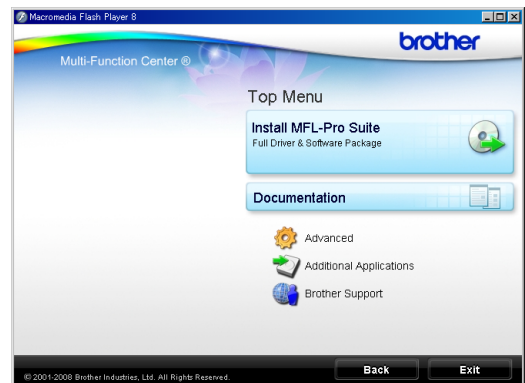 Macromedia Flash Player 8
brother
Multi-Function Center ®
Top Menu
Install MFL-Pro Suite
Full Driver & Software Package
Documentation
Advanced
Additional Applications
Brother Support
© 2001-2008 Brother Industries, Ltd. All Rights Reserved.
Back
Exit